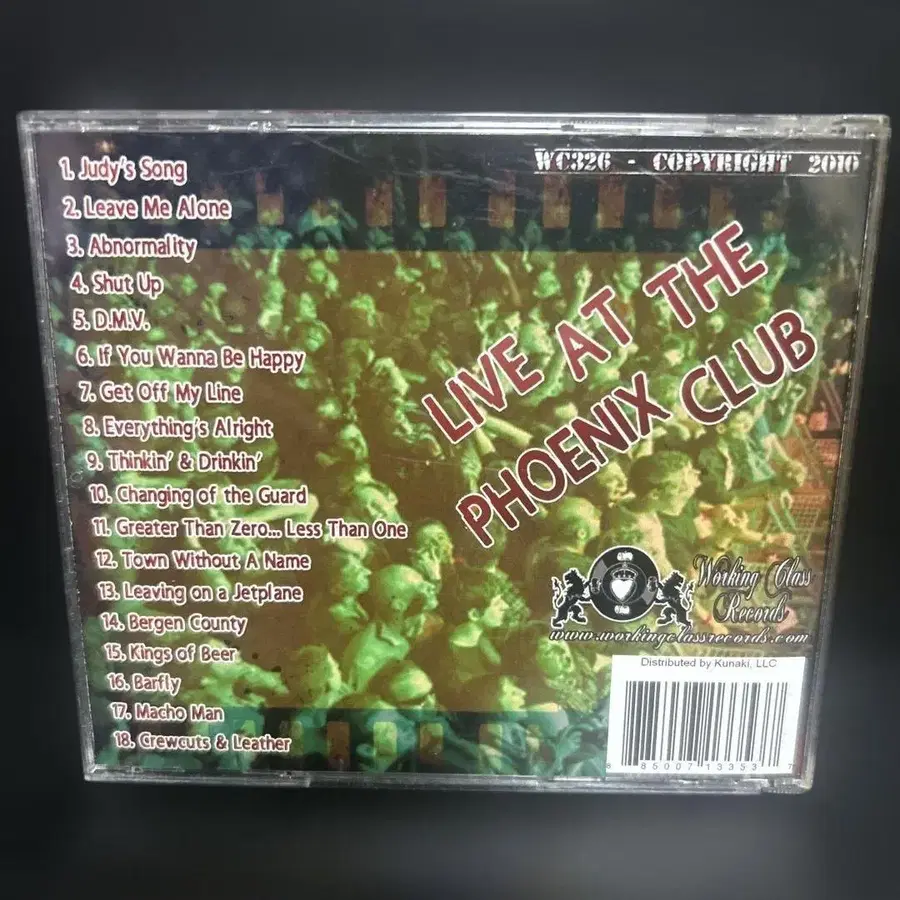 WC326 - COPYRIGHT 2010
1. Judy's Song
2. Leave Me Alone
3. Abnormality
4. Shut Up
5. D.M.V.
6. If You Wanna Be Happy
7. Get Off My Line
8. Everything's Alright
9. Thinkin' & Drinkin'
10. Changing of the Guard
11. Greater Than Zero... Less Than One
12. Town Without A Name
13. Leaving on a Jetplane
14. Bergen County
15. Kings of Beer
16. Barfly
17. Macho Man
18. Crewcuts & Leather
LIVE AT THE
PHOENIX CLUB
Working Class
Records
www.workingclassrecords.com
Distributed by Kunaki, LLC
8 85007 13353 7